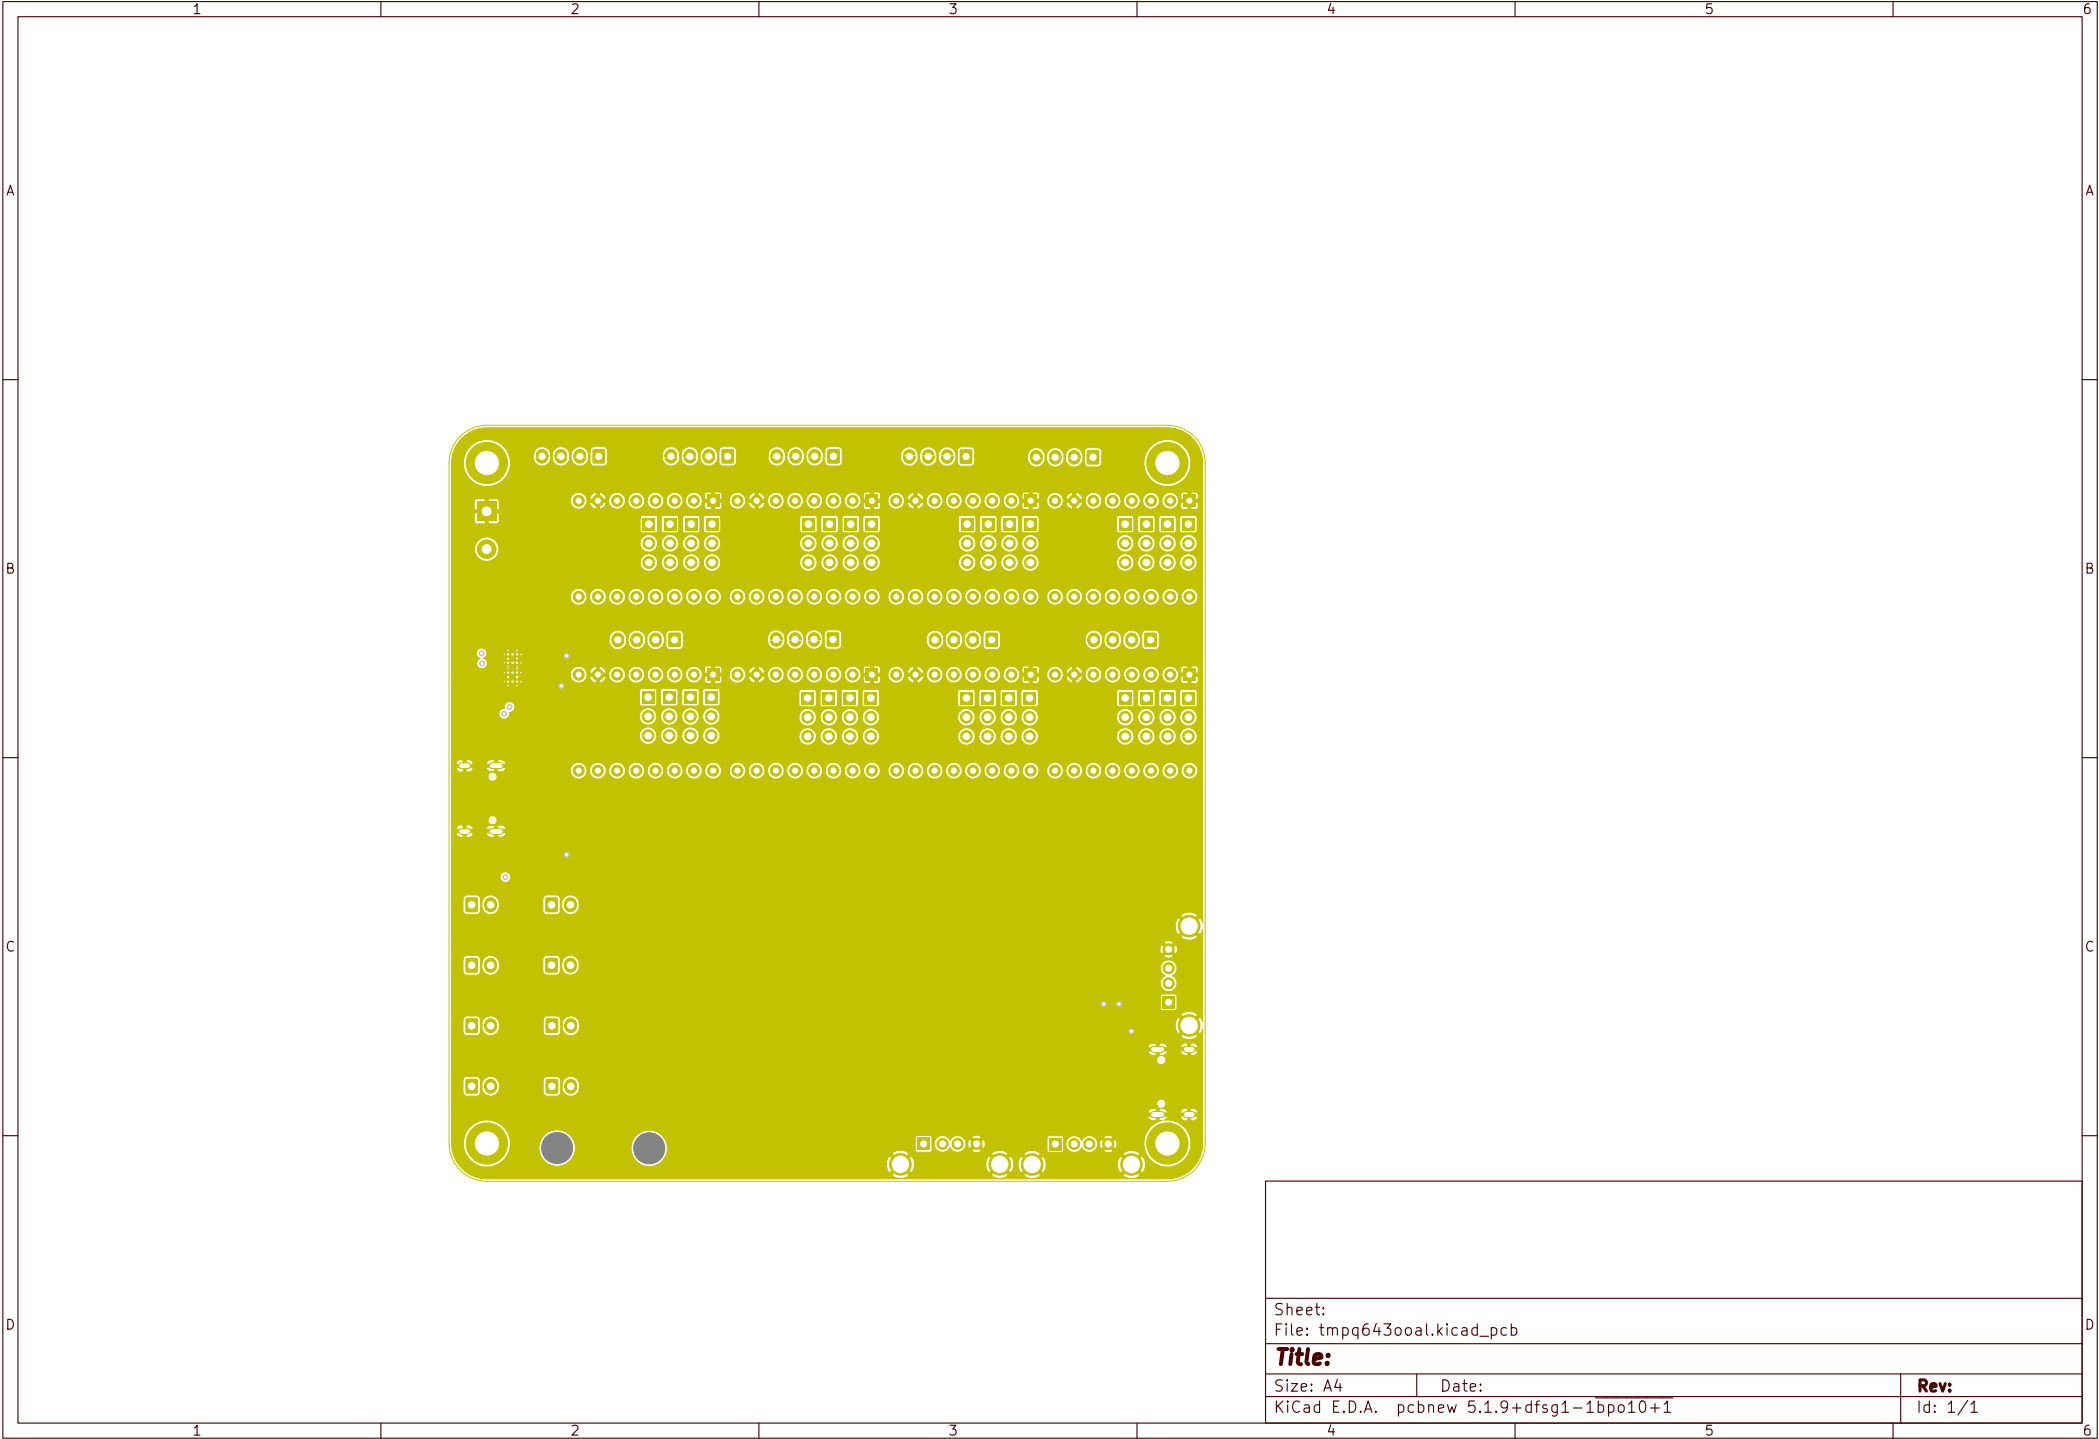 1 2 3 4 5 6
A A
B B
C C
D D
Sheet:
File: tmpq643ooal.kicad_pcb
Title:
Size: A4 Date: Rev:
KiCad E.D.A. pcbnew 5.1.9+dfsg1-1bpo10+1 Id: 1/1
1 2 3 4 5 6